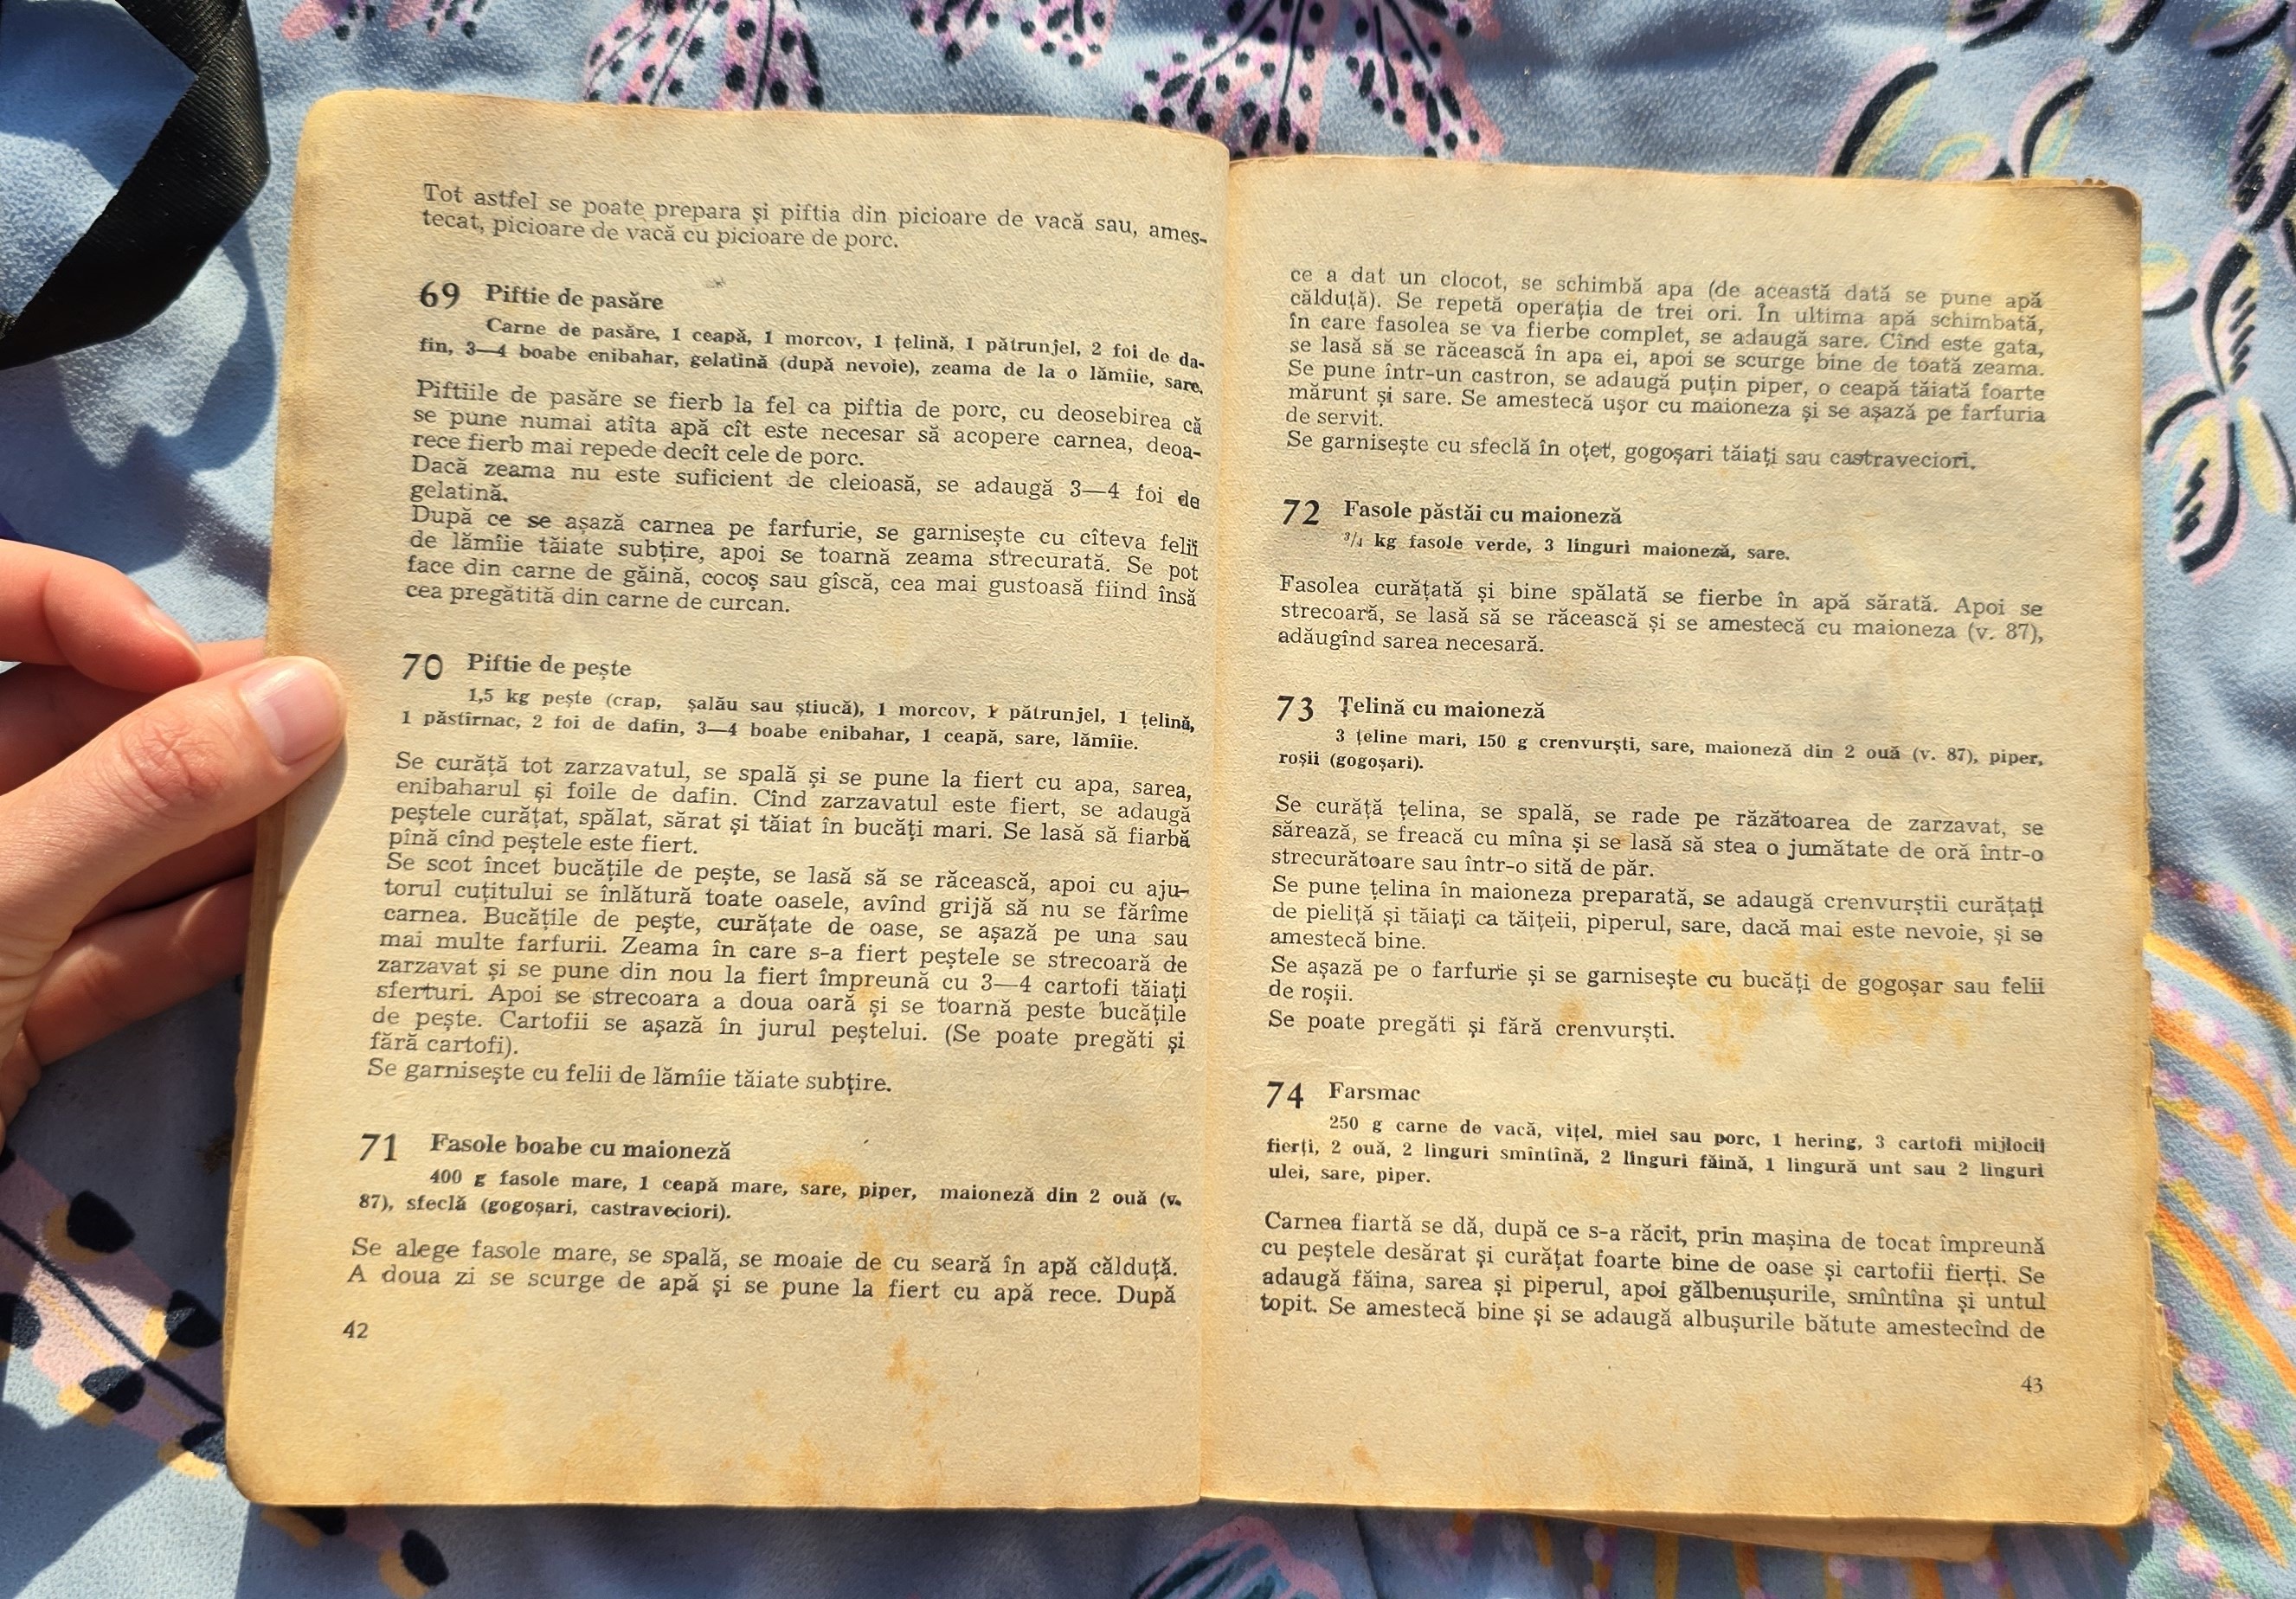 Tot astfel se poate prepara și piftia din picioare de vacă sau, ames-
tecat, picioare de vacă cu picioare de porc.
69 Piftie de pasăre
Carne de pasăre, 1 ceapă, 1 morcov, 1 țelină, 1 pătrunjel, 2 foi de da-
fin, 3—4 boabe enibahar, gelatină (după nevoie), zeama de la o lămîie, sare.
Piftiile de pasăre se fierb la fel ca piftia de porc, cu deosebirea că
se pune numai atîta apă cît este necesar să acopere carnea, deoa-
rece fierb mai repede decît cele de porc.
Dacă zeama nu este suficient de cleioasă, se adaugă 3—4 foi de
gelatină.
După ce se așază carnea pe farfurie, se garnisește cu cîteva felii
de lămîie tăiate subțire, apoi se toarnă zeama strecurată. Se pot
face din carne de găină, cocoș sau gîscă, cea mai gustoasă fiind însă
cea pregătită din carne de curcan.
70 Piftie de pește
1,5 kg pește (crap, șalău sau știucă), 1 morcov, 1 pătrunjel, 1 țelină,
1 păstîrnac, 2 foi de dafin, 3—4 boabe enibahar, 1 ceapă, sare, lămîie.
Se curăță tot zarzavatul, se spală și se pune la fiert cu apa, sarea,
enibaharul și foile de dafin. Cînd zarzavatul este fiert, se adaugă
peștele curățat, spălat, sărat și tăiat în bucăți mari. Se lasă să fiarbă
pînă cînd peștele este fiert.
Se scot încet bucățile de pește, se lasă să se răcească, apoi cu aju-
torul cuțitului se înlătură toate oasele, avînd grijă să nu se fărîme
carnea. Bucățile de pește, curățate de oase, se așază pe una sau
mai multe farfurii. Zeama în care s-a fiert peștele se strecoară de
zarzavat și se pune din nou la fiert împreună cu 3—4 cartofi tăiați
sferturi. Apoi se strecoara a doua oară și se toarnă peste bucățile
de pește. Cartofii se așază în jurul peștelui. (Se poate pregăti și
fără cartofi).
Se garnisește cu felii de lămîie tăiate subțire.
71 Fasole boabe cu maioneză
400 g fasole mare, 1 ceapă mare, sare, piper, maioneză din 2 ouă (v.
87), sfeclă (gogoșari, castraveciori).
Se alege fasole mare, se spală, se moaie de cu seară în apă călduță.
A doua zi se scurge de apă și se pune la fiert cu apă rece. După
42
ce a dat un clocot, se schimbă apa (de această dată se pune apă
călduță). Se repetă operația de trei ori. În ultima apă schimbată,
în care fasolea se va fierbe complet, se adaugă sare. Cînd este gata,
se lasă să se răcească în apa ei, apoi se scurge bine de toată zeama.
Se pune într-un castron, se adaugă puțin piper, o ceapă tăiată foarte
mărunt și sare. Se amestecă ușor cu maioneza și se așază pe farfuria
de servit.
Se garnisește cu sfeclă în oțet, gogoșari tăiați sau castraveciori.
72 Fasole păstăi cu maioneză
3/4 kg fasole verde, 3 linguri maioneză, sare.
Fasolea curățată și bine spălată se fierbe în apă sărată. Apoi se
strecoară, se lasă să se răcească și se amestecă cu maioneza (v. 87),
adăugînd sarea necesară.
73 Țelină cu maioneză
3 țeline mari, 150 g crenvurști, sare, maioneză din 2 ouă (v. 87), piper,
roșii (gogoșari).
Se curăță țelina, se spală, se rade pe răzătoarea de zarzavat, se
sărează, se freacă cu mîna și se lasă să stea o jumătate de oră într-o
strecurătoare sau într-o sită de păr.
Se pune țelina în maioneza preparată, se adaugă crenvurștii curățați
de pieliță și tăiați ca tăițeii, piperul, sare, dacă mai este nevoie, și se
amestecă bine.
Se așază pe o farfurie și se garnisește cu bucăți de gogoșar sau felii
de roșii.
Se poate pregăti și fără crenvurști.
74 Farsmac
250 g carne de vacă, vițel, miel sau porc, 1 hering, 3 cartofi mijlocii
fierți, 2 ouă, 2 linguri smîntînă, 2 linguri făină, 1 lingură unt sau 2 linguri
ulei, sare, piper.
Carnea fiartă se dă, după ce s-a răcit, prin mașina de tocat împreună
cu peștele desărat și curățat foarte bine de oase și cartofii fierți. Se
adaugă făina, sarea și piperul, apoi gălbenușurile, smîntîna și untul
topit. Se amestecă bine și se adaugă albușurile bătute amestecînd de
43